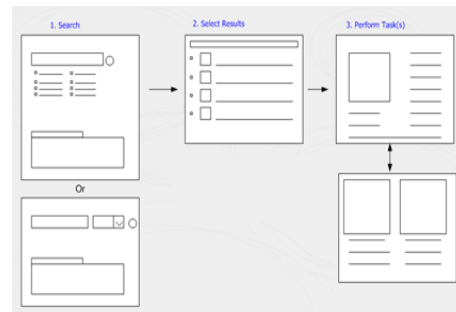 1. Search
2. Select Results
3. Perform Task(s)
Or